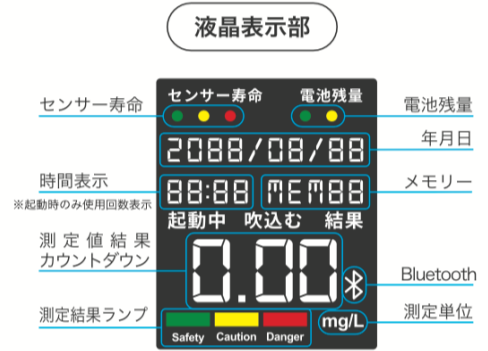 液晶表示部
センサー寿命 電池残量
センサー寿命
電池残量
年月日
2088/08/88
時間表示
※起動時のみ使用回数表示
88:88 MEM88
メモリー
起動中 吹込む 結果
測定値結果
カウントダウン
0.00
Bluetooth
測定結果ランプ
Safety Caution Danger
mg/L
測定単位